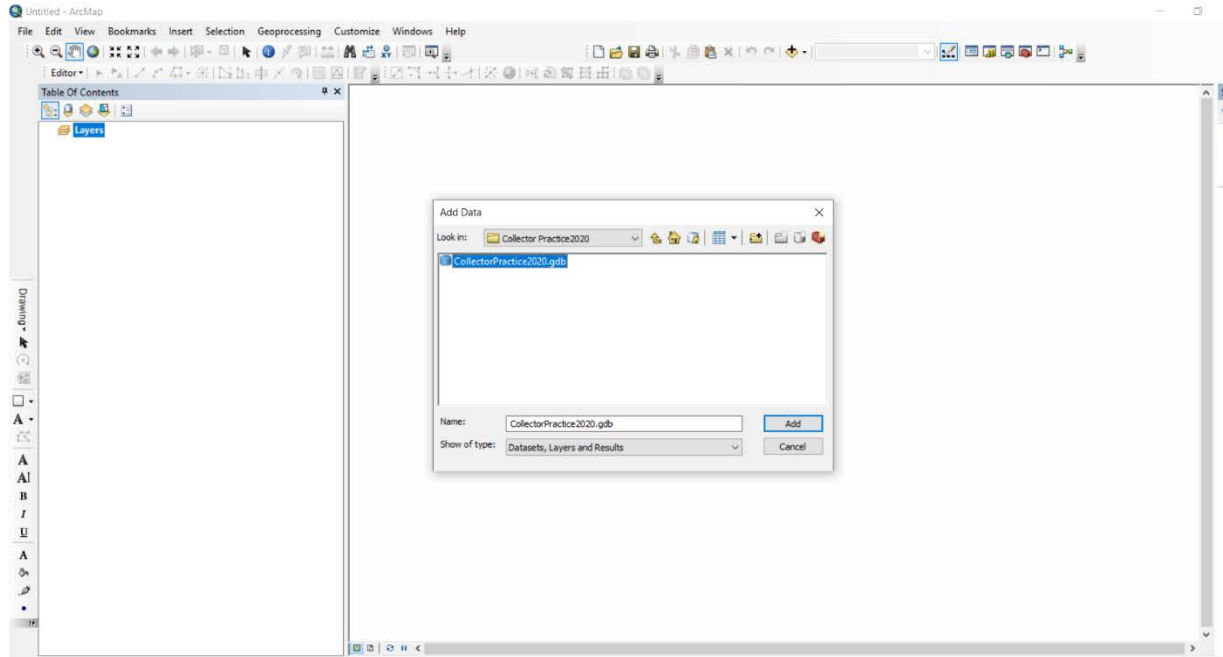 Untitled - ArcMap
File Edit View Bookmarks Insert Selection Geoprocessing Customize Windows Help
Editor
Table Of Contents
Layers
Add Data
Look in: Collector Practice2020
CollectorPractice2020.gdb
Name: CollectorPractice2020.gdb Add
Show of type: Datasets, Layers and Results Cancel
Drawing
A
A
A
B
I
U
A